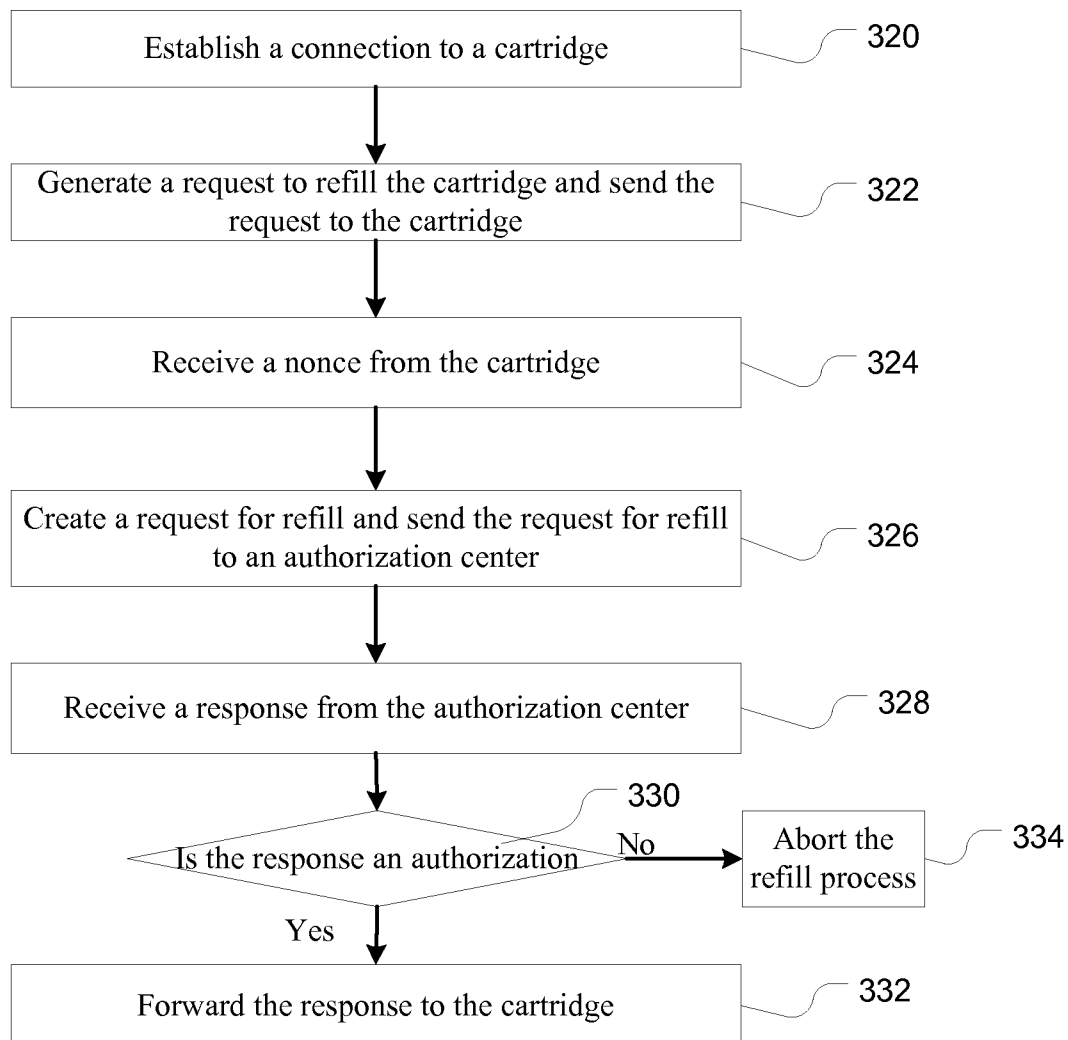 Establish a connection to a cartridge
320
Generate a request to refill the cartridge and send the
request to the cartridge
322
Receive a nonce from the cartridge
324
Create a request for refill and send the request for refill
to an authorization center
326
Receive a response from the authorization center
328
330
Is the response an authorization
No
Abort the
refill process
334
Yes
Forward the response to the cartridge
332